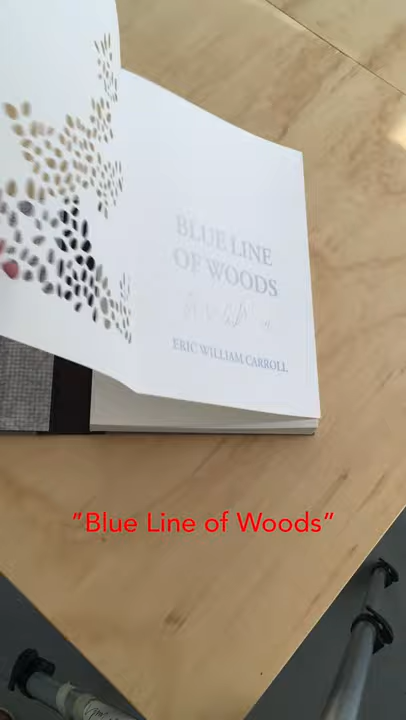 BLUE LINE
OF WOODS
ERIC WILLIAM CARROLL
"Blue Line of Woods"